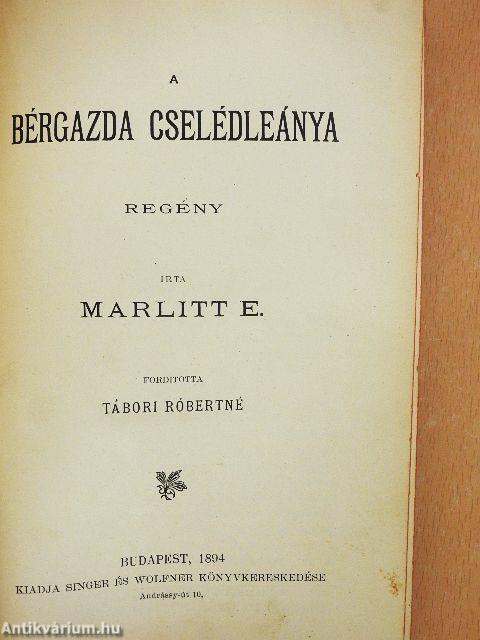 A
BÉRGAZDA CSELÉDLEÁNYA
REGÉNY
IRTA
MARLITT E.
FORDITOTTA
TÁBORI RÓBERTNÉ
BUDAPEST, 1894
KIADJA SINGER ÉS WOLFNER KÖNYVKERESKEDÉSE
Andrássy-út 10.
Antikvárium.hu